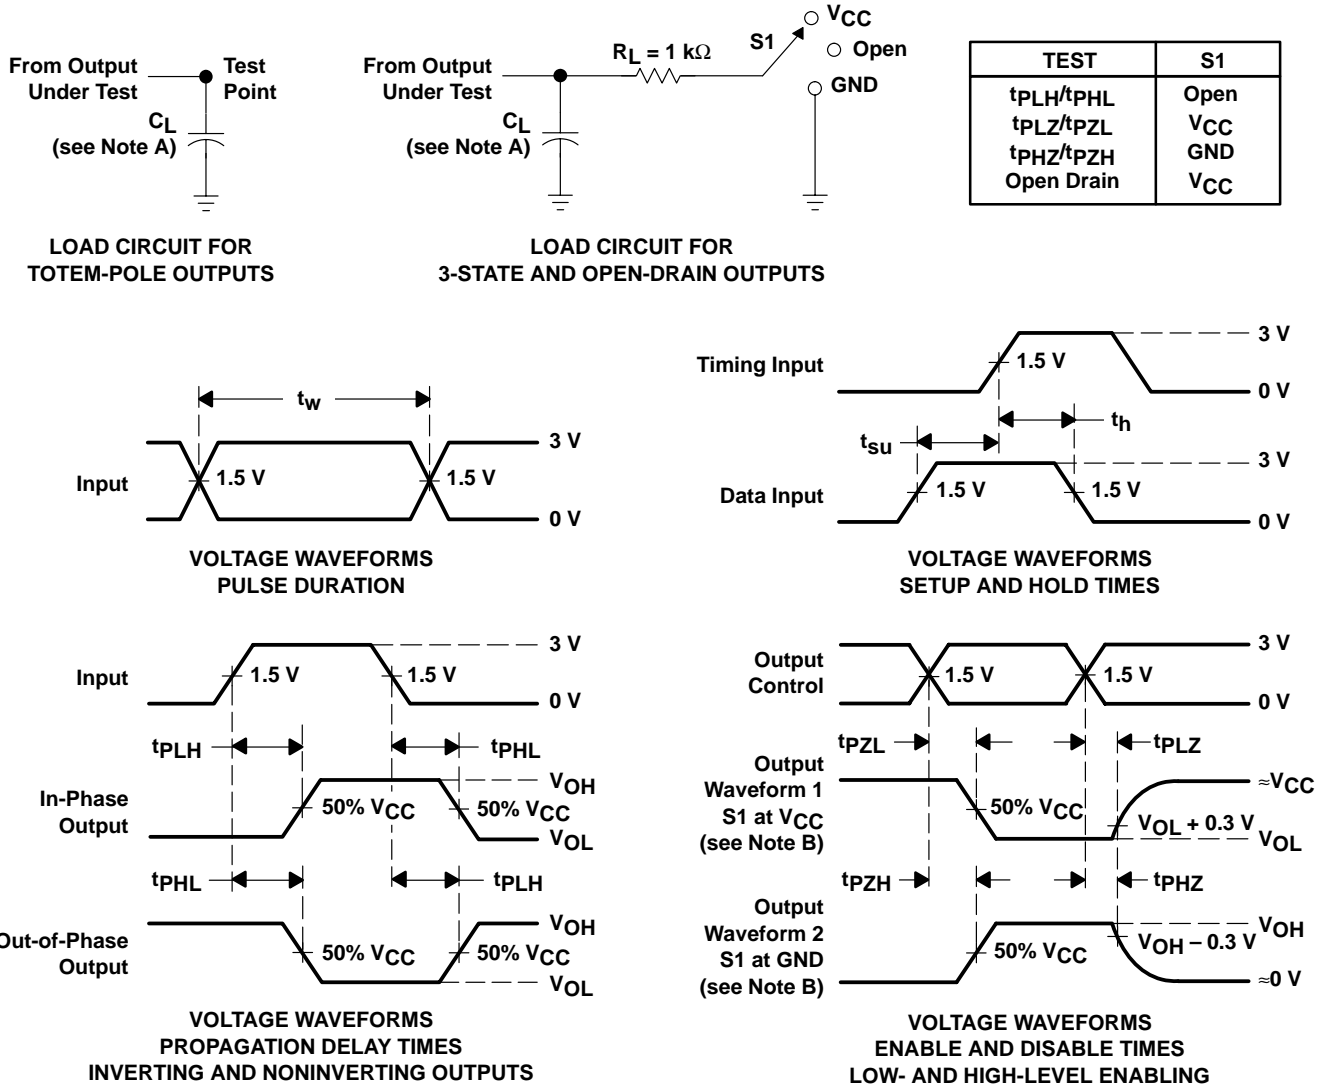 From Output
Under Test
Test
Point
CL
(see Note A)
LOAD CIRCUIT FOR
TOTEM-POLE OUTPUTS
From Output
Under Test
RL = 1 kΩ
S1
VCC
Open
GND
CL
(see Note A)
LOAD CIRCUIT FOR
3-STATE AND OPEN-DRAIN OUTPUTS
TEST S1
tPLH/tPHL Open
tPLZ/tPZL VCC
tPHZ/tPZH GND
Open Drain VCC
tw
Input
1.5 V
1.5 V
3 V
0 V
VOLTAGE WAVEFORMS
PULSE DURATION
Timing Input
1.5 V
3 V
0 V
tsu
th
Data Input
1.5 V
1.5 V
3 V
0 V
VOLTAGE WAVEFORMS
SETUP AND HOLD TIMES
Input
1.5 V
1.5 V
3 V
0 V
tPLH
tPHL
In-Phase
Output
50% VCC
50% VCC
VOH
VOL
tPHL
tPLH
Out-of-Phase
Output
50% VCC
50% VCC
VOH
VOL
VOLTAGE WAVEFORMS
PROPAGATION DELAY TIMES
INVERTING AND NONINVERTING OUTPUTS
Output
Control
1.5 V
1.5 V
3 V
0 V
tPZL
tPLZ
Output
Waveform 1
S1 at VCC
(see Note B)
50% VCC
VOL + 0.3 V
≈VCC
VOL
tPZH
tPHZ
Output
Waveform 2
S1 at GND
(see Note B)
50% VCC
VOH − 0.3 V
VOH
≈0 V
VOLTAGE WAVEFORMS
ENABLE AND DISABLE TIMES
LOW- AND HIGH-LEVEL ENABLING